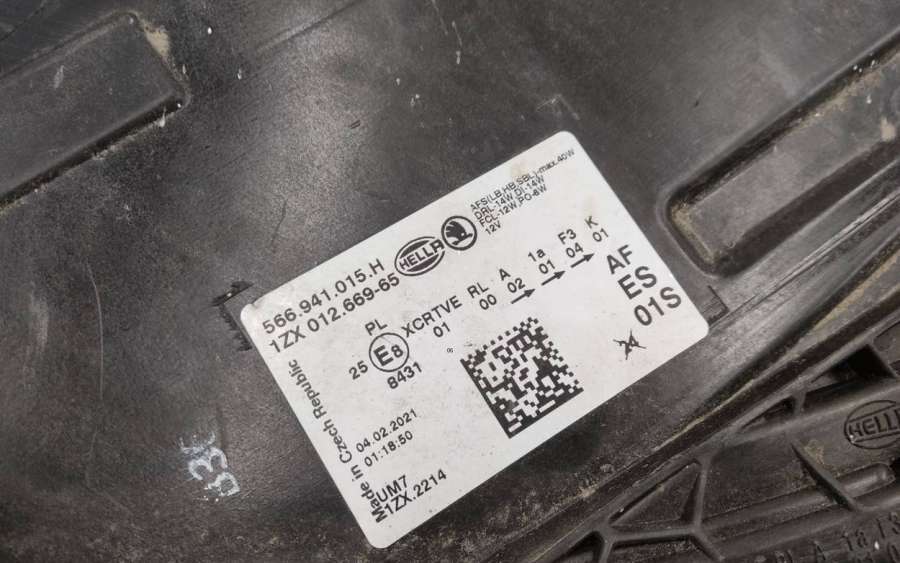 566.941.015.H
1ZX 012.669-65
HELLA
AFS(LB,HB,SBL)-max.40W
DRL-14W,DI-14W
FCL-12W,PO-6W
12V
PL
25 E8 XCRTVE RL A 1a F3 K
8431 01 00 02 01 04 01
AF
ES
01S
Made in Czech Republic
04.02.2021
01:18:50
UM7
1ZX.2214
HELLA